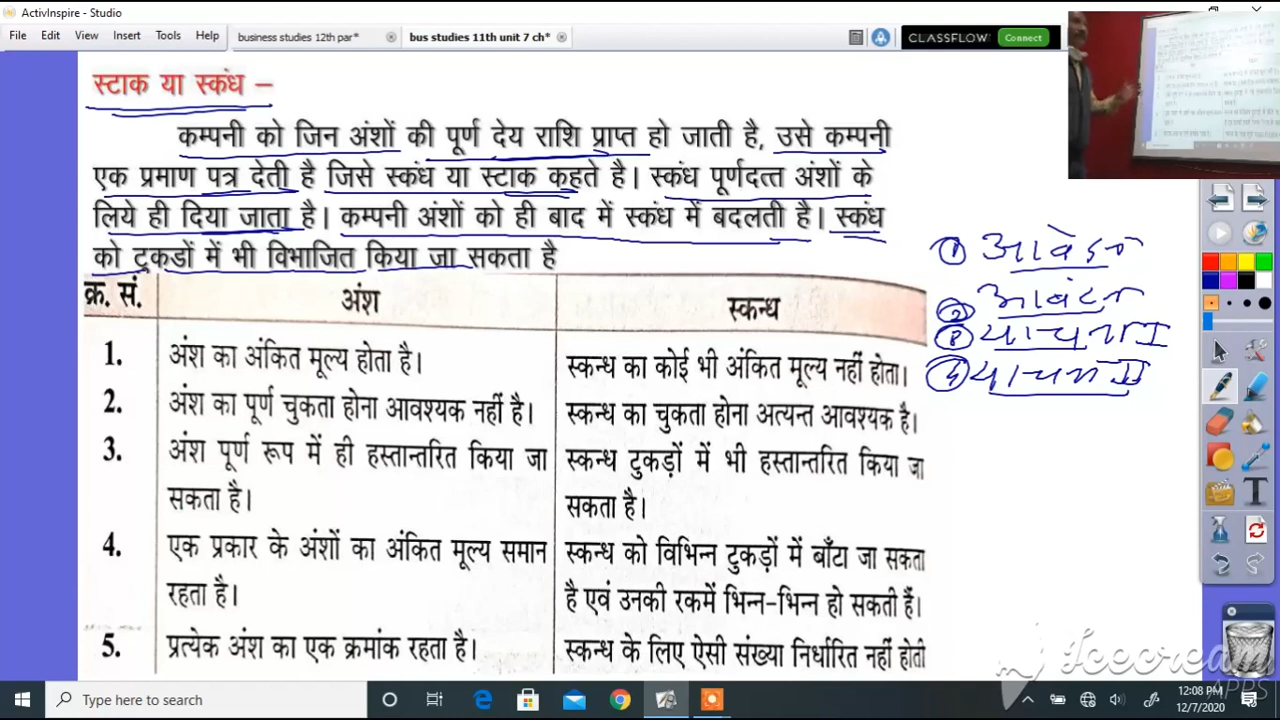 ActivInspire - Studio
File Edit View Insert Tools Help
business studies 12th par*
bus studies 11th unit 7 ch*
CLASSFLOW Connect
स्टाक या स्कंध –
कम्पनी को जिन अंशों की पूर्ण देय राशि प्राप्त हो जाती है, उसे कम्पनी
एक प्रमाण पत्र देती है जिसे स्कंध या स्टाक कहते है। स्कंध पूर्णदत्त अंशों के
लिये ही दिया जाता है। कम्पनी अंशों को ही बाद में स्कंध में बदलती है। स्कंध
को टुकडों में भी विभाजित किया जा सकता है
क्र. सं. अंश स्कन्ध
1. अंश का अंकित मूल्य होता है। स्कन्ध का कोई भी अंकित मूल्य नहीं होता।
2. अंश का पूर्ण चुकता होना आवश्यक नहीं है। स्कन्ध का चुकता होना अत्यन्त आवश्यक है।
3. अंश पूर्ण रूप में ही हस्तान्तरित किया जा स्कन्ध टुकड़ों में भी हस्तान्तरित किया जा
सकता है। सकता है।
4. एक प्रकार के अंशों का अंकित मूल्य समान स्कन्ध को विभिन्न टुकड़ों में बाँटा जा सकता
रहता है। है एवं उनकी रकमें भिन्न-भिन्न हो सकती हैं।
5. प्रत्येक अंश का एक क्रमांक रहता है। स्कन्ध के लिए ऐसी संख्या निर्धारित नहीं होती
① आवेदन
② आबंटन
याचना I
याचना II
Icecream
APPS
Type here to search
12:08 PM
12/7/2020